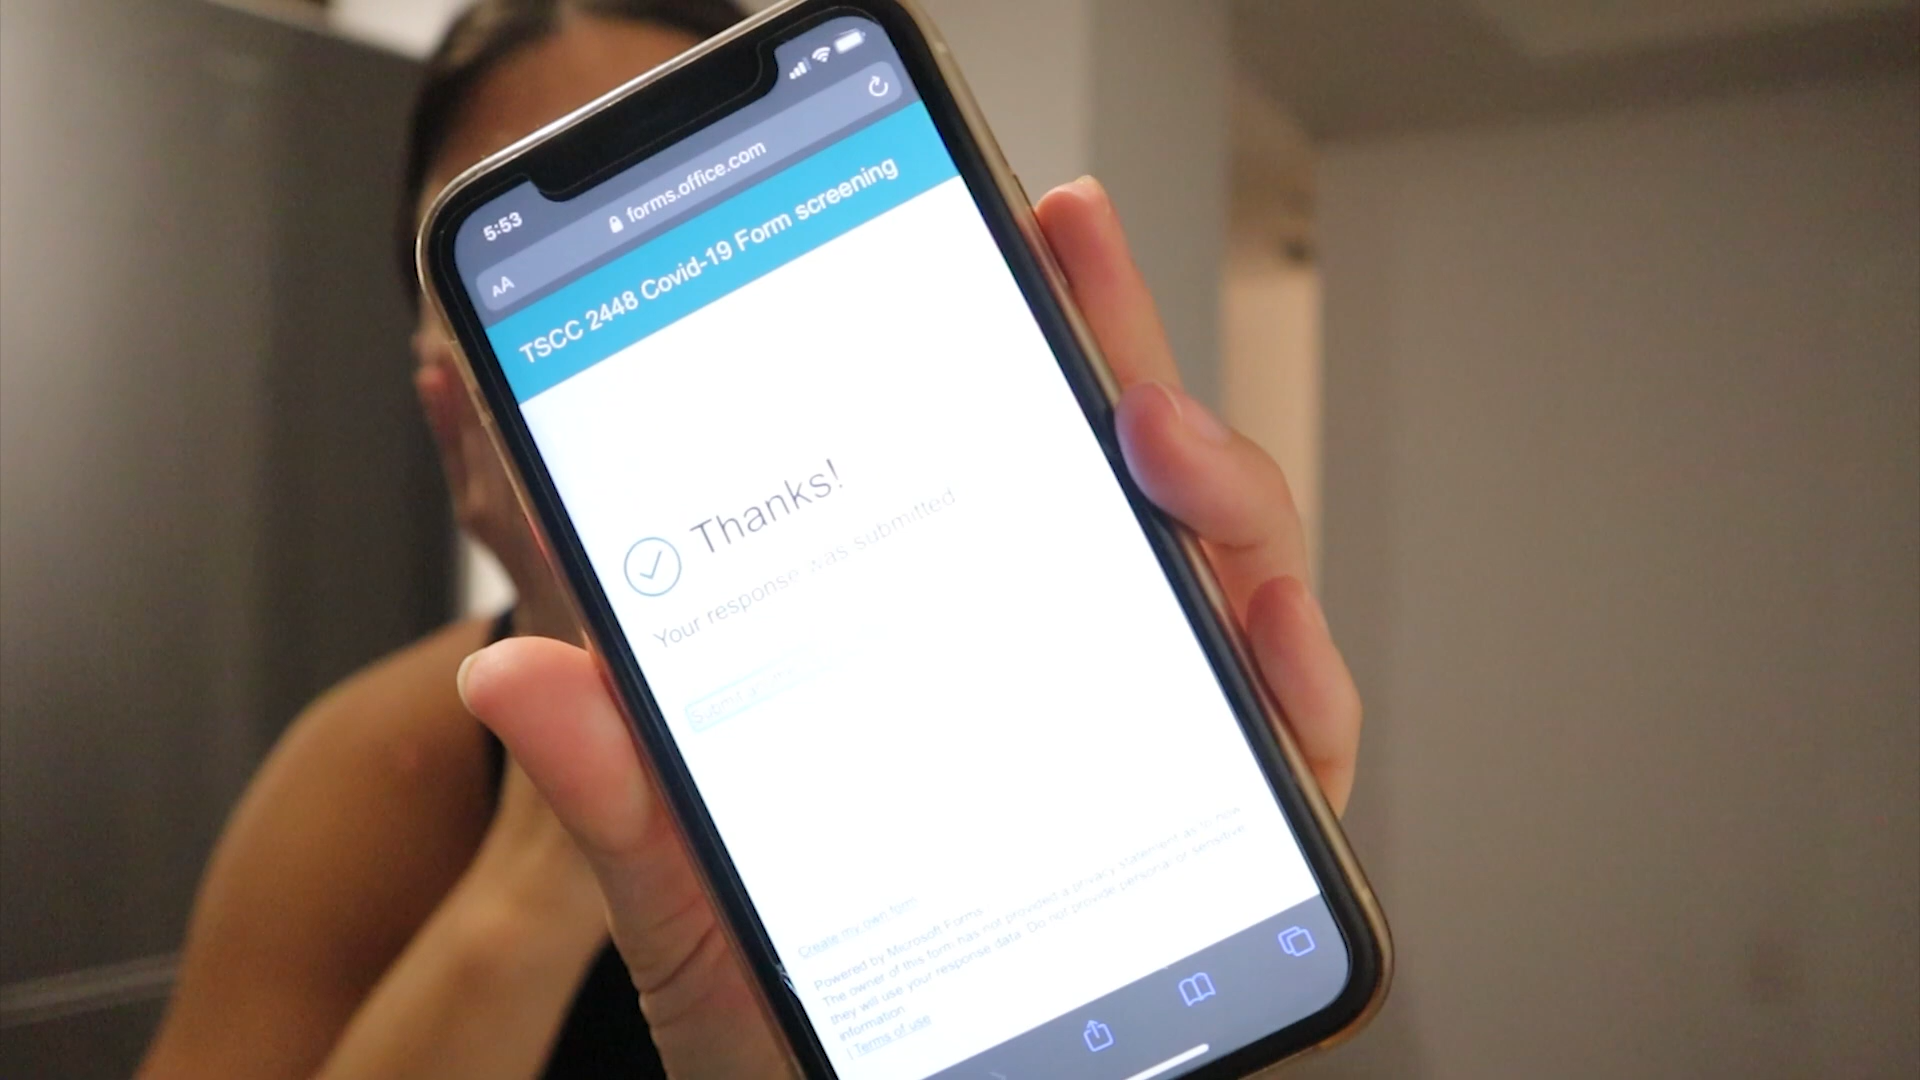 5:53
AA forms.office.com
TSCC 2448 Covid-19 Form screening
Thanks!
Your response was submitted
Submit
Create my own form
Powered by Microsoft Forms
The owner of this form has not provided a privacy statement as to how
they will use your response data. Do not provide personal or sensitive
information
| Terms of use